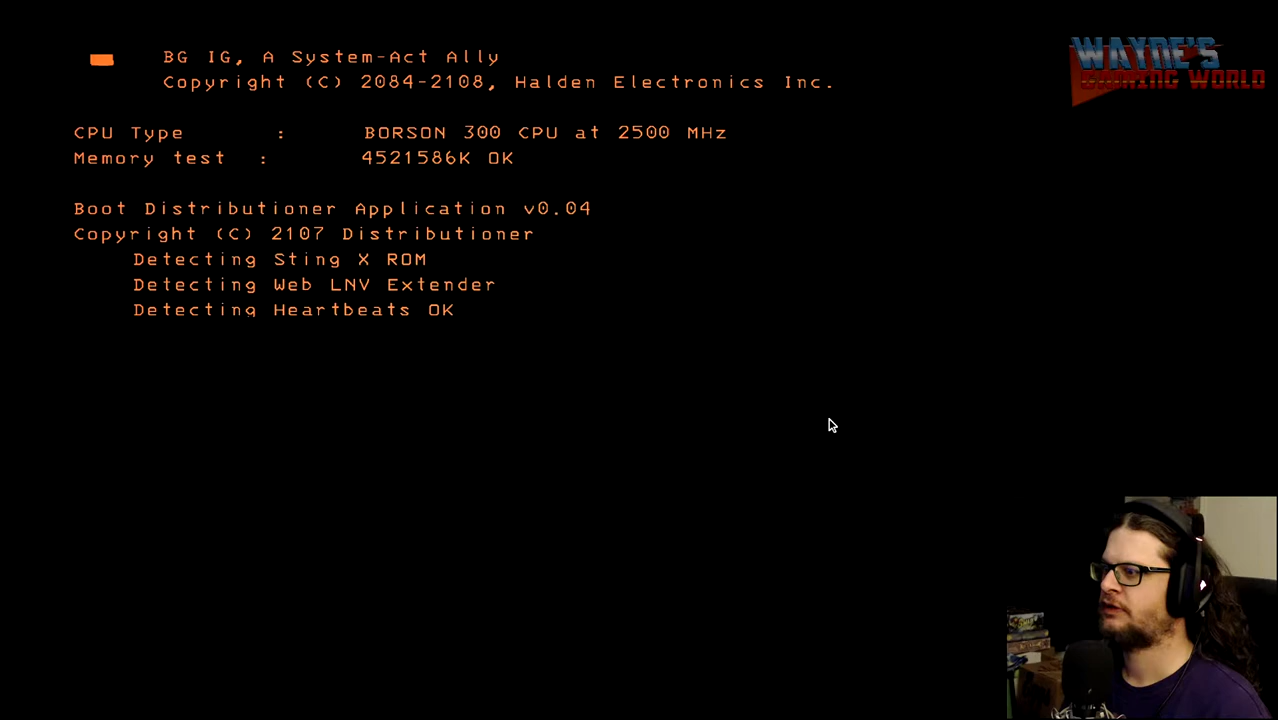 BG IG, A System-Act Ally
WAYNE'S
GAMING WORLD
Copyright (C) 2084-2108, Halden Electronics Inc.
CPU Type : BORSON 300 CPU at 2500 MHz
Memory test : 4521586K OK
Boot Distributioner Application v0.04
Copyright (C) 2107 Distributioner
Detecting Sting X ROM
Detecting Web LNV Extender
Detecting Heartbeats OK